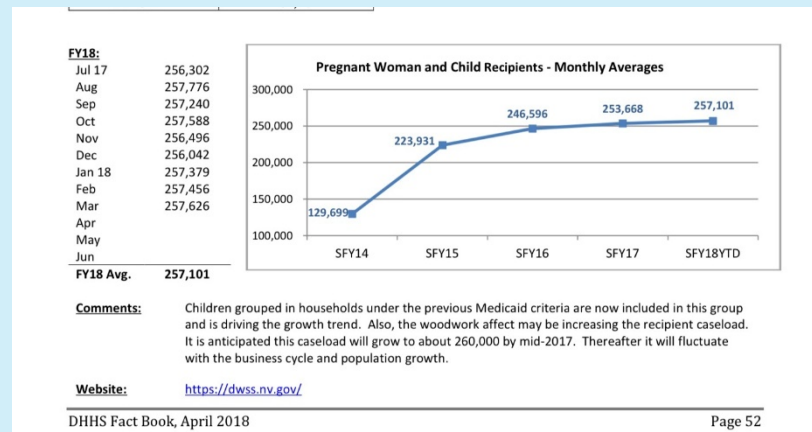 FY18:
Jul 17 256,302
Aug 257,776
Sep 257,240
Oct 257,588
Nov 256,496
Dec 256,042
Jan 18 257,379
Feb 257,456
Mar 257,626
Apr
May
Jun
FY18 Avg. 257,101
Pregnant Woman and Child Recipients - Monthly Averages
300,000
250,000
200,000
150,000
100,000
129,699
223,931
246,596
253,668
257,101
SFY14 SFY15 SFY16 SFY17 SFY18YTD
Comments: Children grouped in households under the previous Medicaid criteria are now included in this group
and is driving the growth trend. Also, the woodwork affect may be increasing the recipient caseload.
It is anticipated this caseload will grow to about 260,000 by mid-2017. Thereafter it will fluctuate
with the business cycle and population growth.
Website: https://dwss.nv.gov/
DHHS Fact Book, April 2018 Page 52